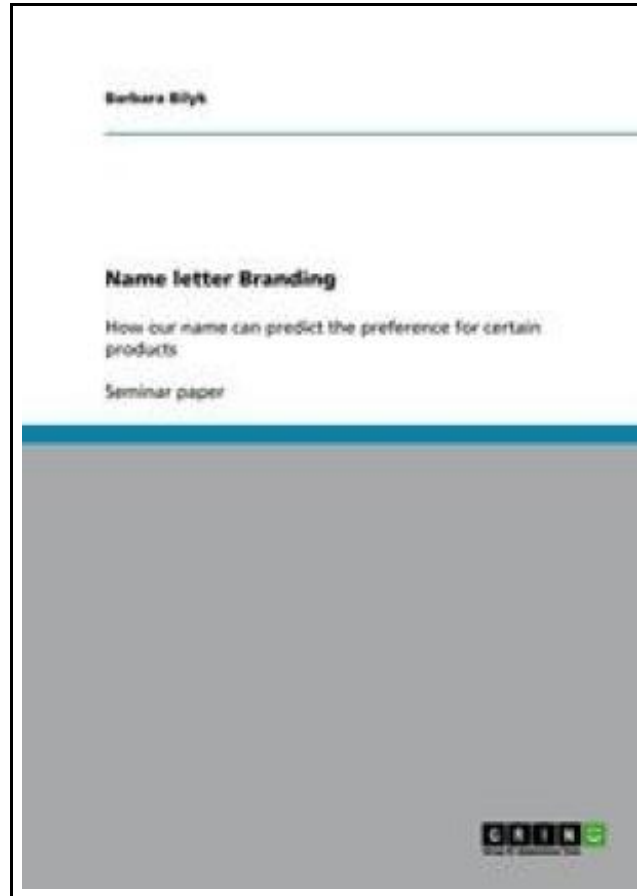 Barbara Bilyk
Name letter Branding
How our name can predict the preference for certain
products
Seminar paper
GRIN